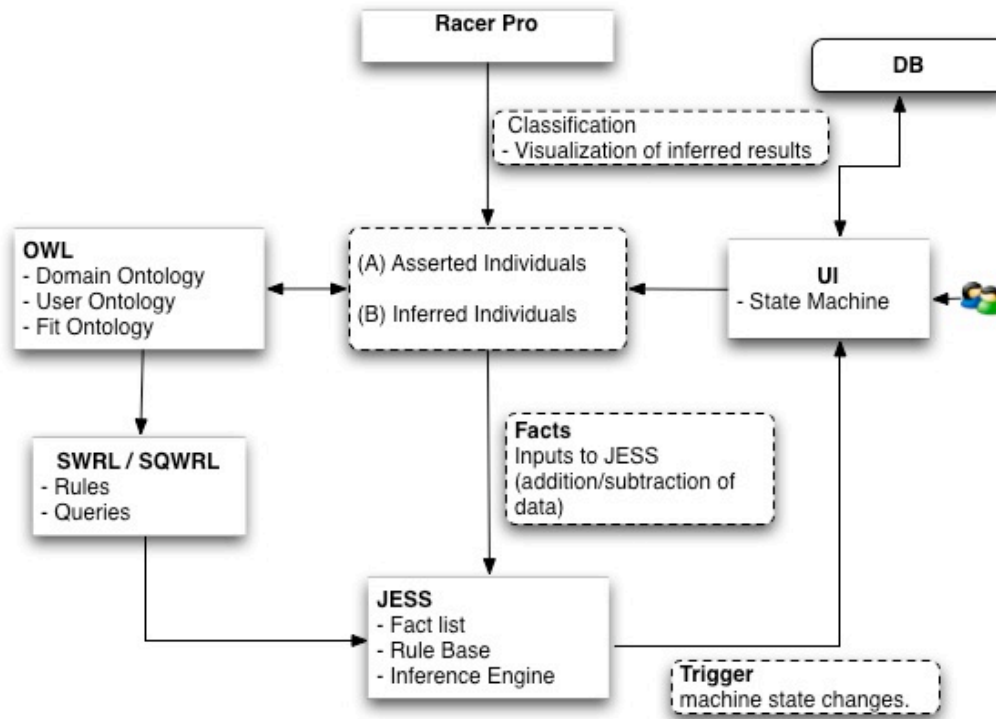 Racer Pro
DB
Classification
- Visualization of inferred results
OWL
- Domain Ontology
- User Ontology
- Fit Ontology
(A) Asserted Individuals
(B) Inferred Individuals
UI
- State Machine
SWRL / SQWRL
- Rules
- Queries
Facts
Inputs to JESS
(addition/subtraction of
data)
JESS
- Fact list
- Rule Base
- Inference Engine
Trigger
machine state changes.